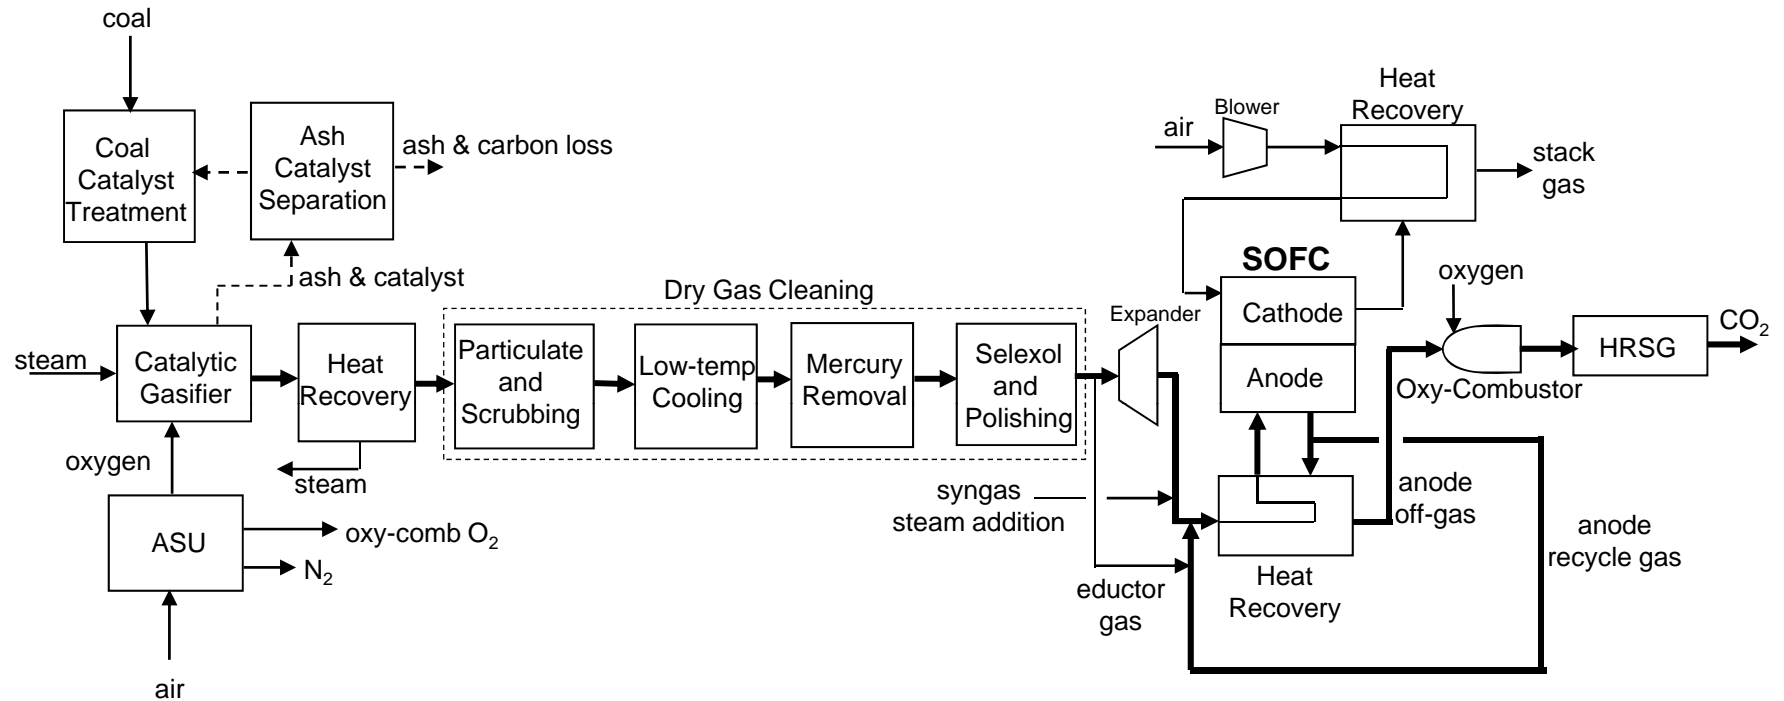 coal
Coal
Catalyst
Treatment
Ash
Catalyst
Separation
ash & carbon loss
ash & catalyst
steam
Catalytic
Gasifier
Heat
Recovery
steam
oxygen
ASU
oxy-comb O₂
N₂
air
Dry Gas Cleaning
Particulate
and
Scrubbing
Low-temp
Cooling
Mercury
Removal
Selexol
and
Polishing
Expander
syngas
steam addition
eductor
gas
air
Blower
Heat
Recovery
stack
gas
SOFC
Cathode
Anode
Heat
Recovery
oxygen
Oxy-Combustor
HRSG
CO₂
anode
off-gas
anode
recycle gas